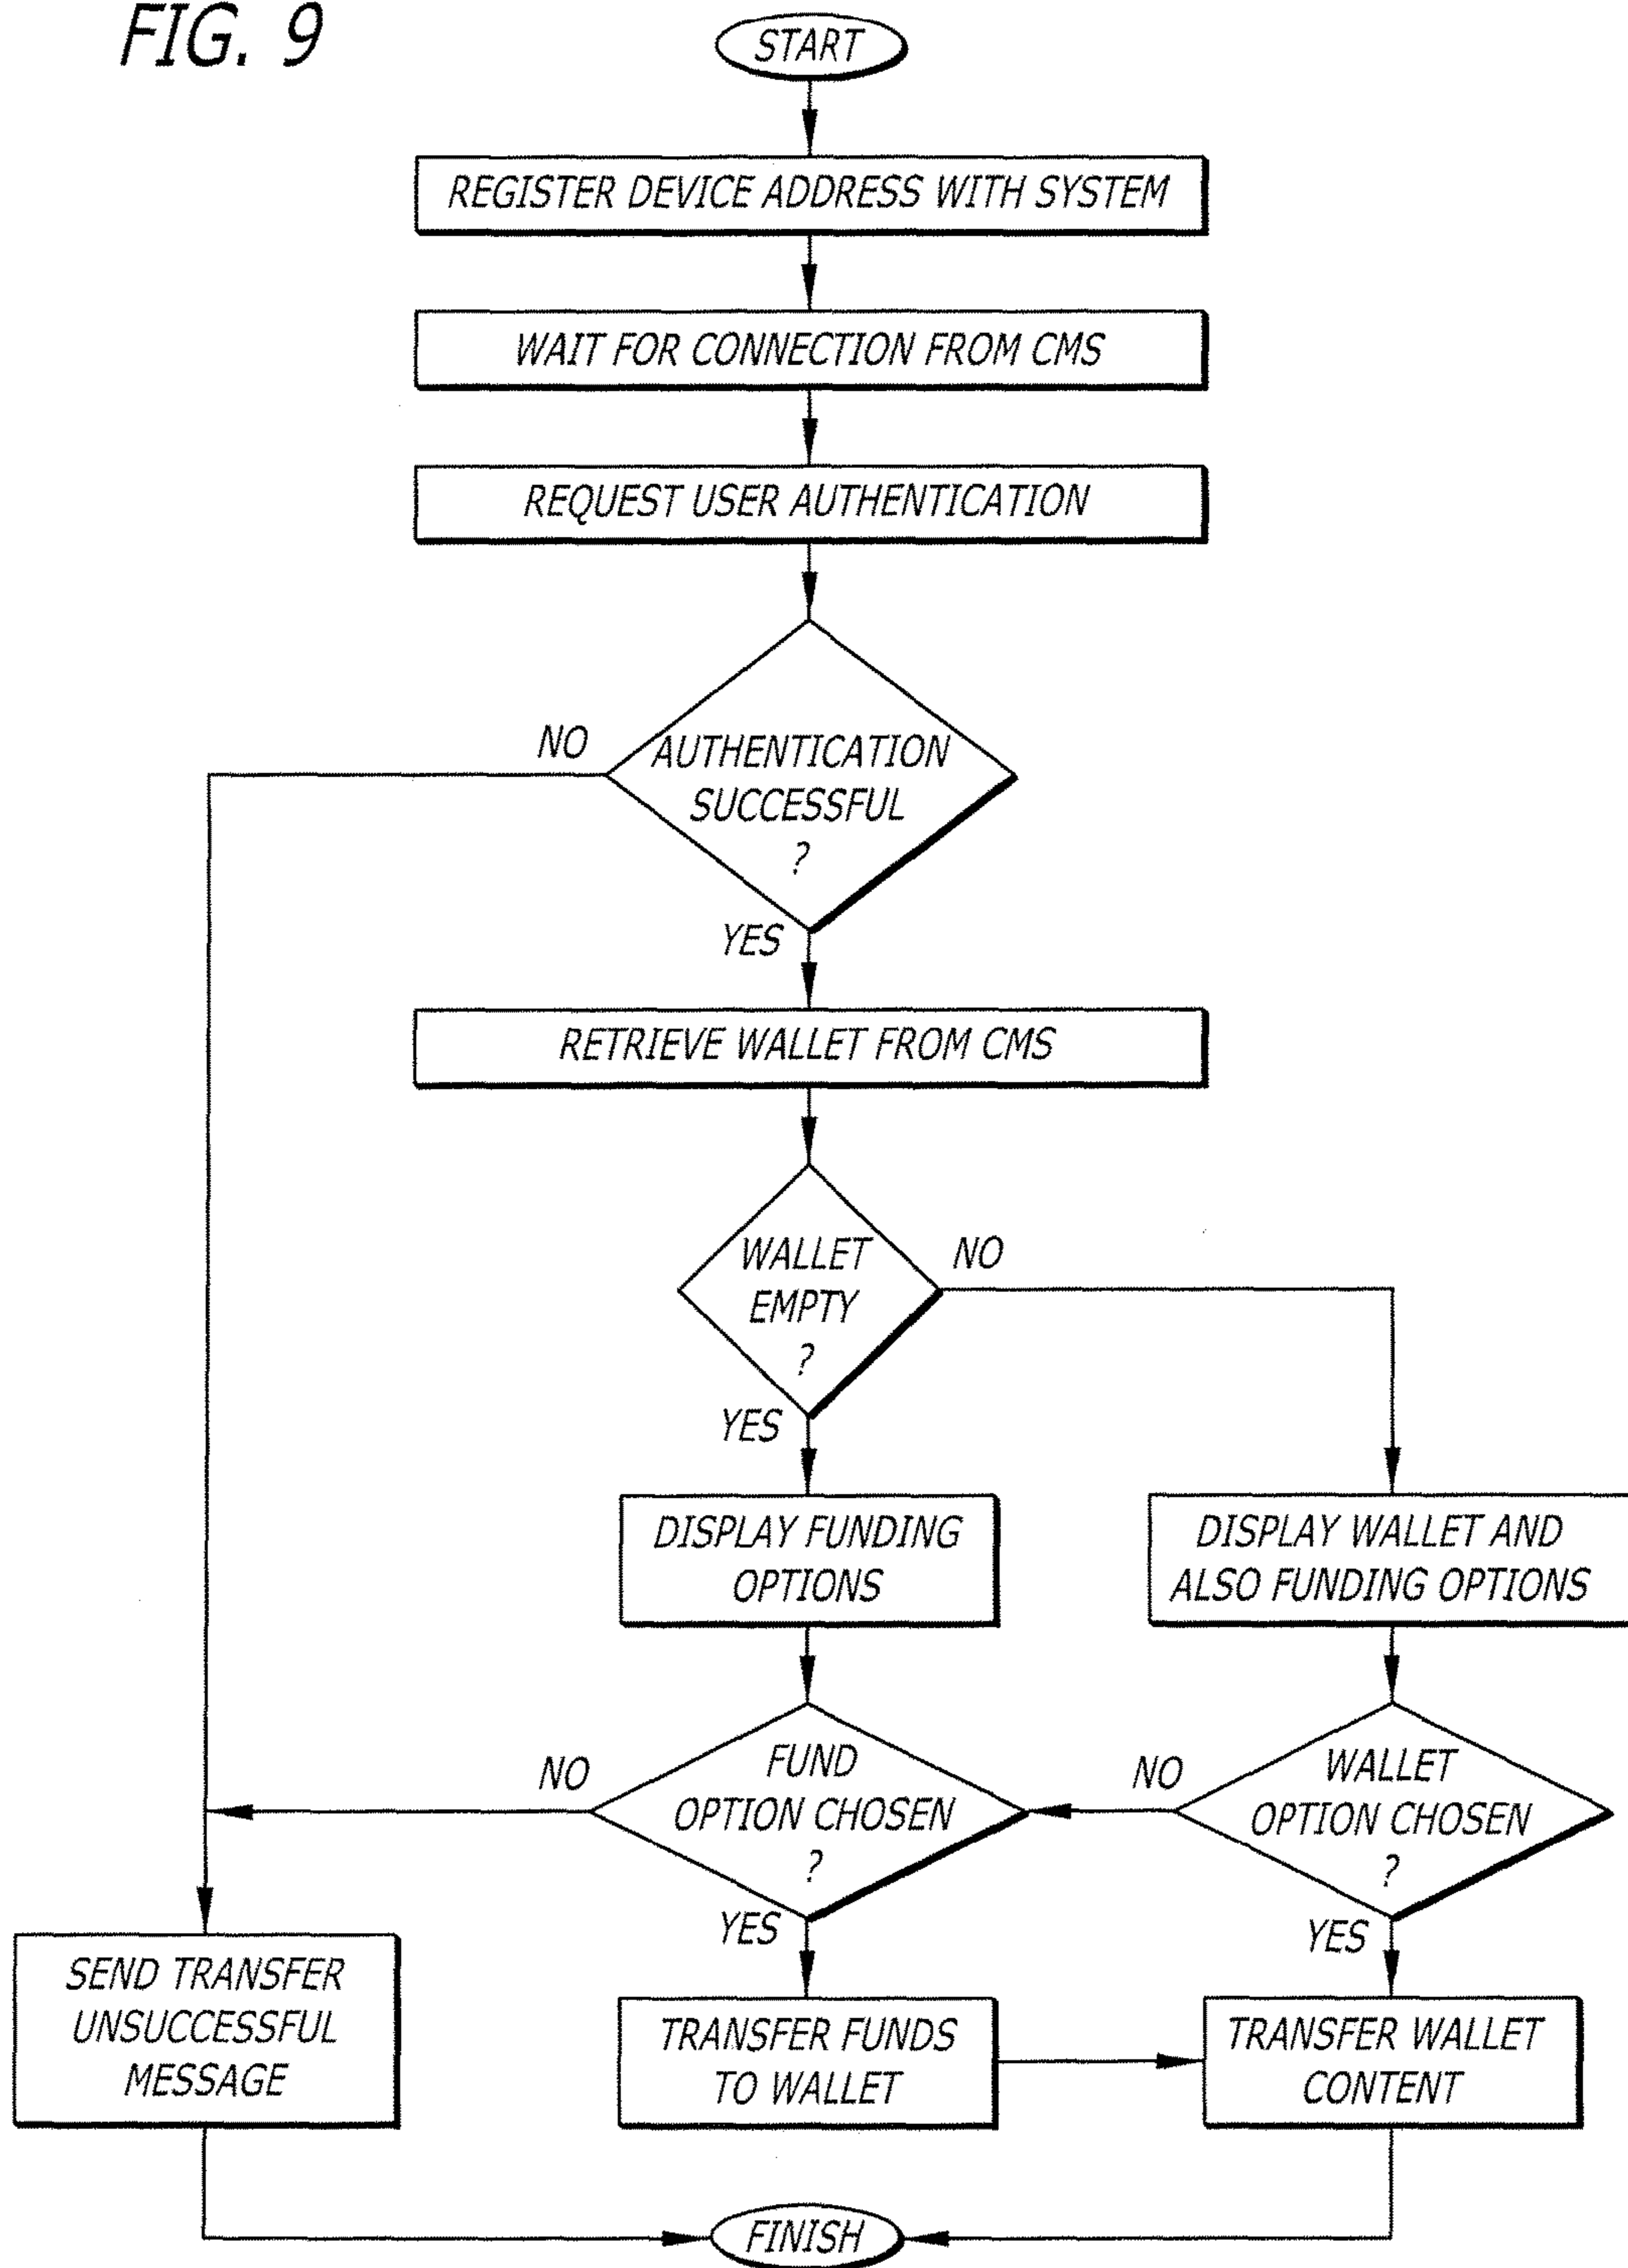 FIG. 9
START
REGISTER DEVICE ADDRESS WITH SYSTEM
WAIT FOR CONNECTION FROM CMS
REQUEST USER AUTHENTICATION
NO
AUTHENTICATION
SUCCESSFUL
?
YES
RETRIEVE WALLET FROM CMS
WALLET
EMPTY
?
NO
YES
DISPLAY FUNDING
OPTIONS
DISPLAY WALLET AND
ALSO FUNDING OPTIONS
NO
FUND
OPTION CHOSEN
?
NO
WALLET
OPTION CHOSEN
?
YES
YES
SEND TRANSFER
UNSUCCESSFUL
MESSAGE
TRANSFER FUNDS
TO WALLET
TRANSFER WALLET
CONTENT
FINISH